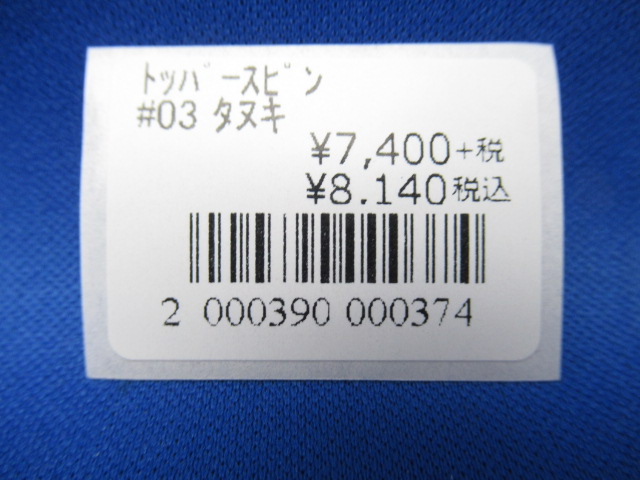 トッパースピン
#03 タヌキ
¥7,400+税
¥8.140税込
2 000390 000374